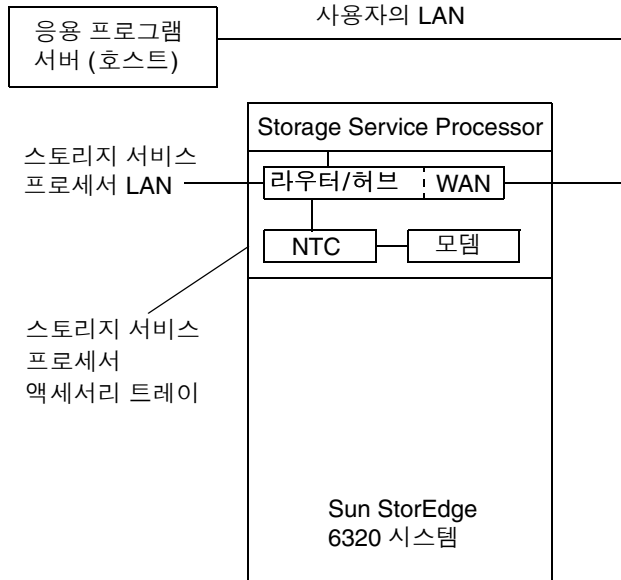 사용자의 LAN
응용 프로그램
서버 (호스트)
Storage Service Processor
스토리지 서비스
프로세서 LAN
라우터/허브
WAN
NTC
모뎀
스토리지 서비스
프로세서
액세서리 트레이
Sun StorEdge
6320 시스템